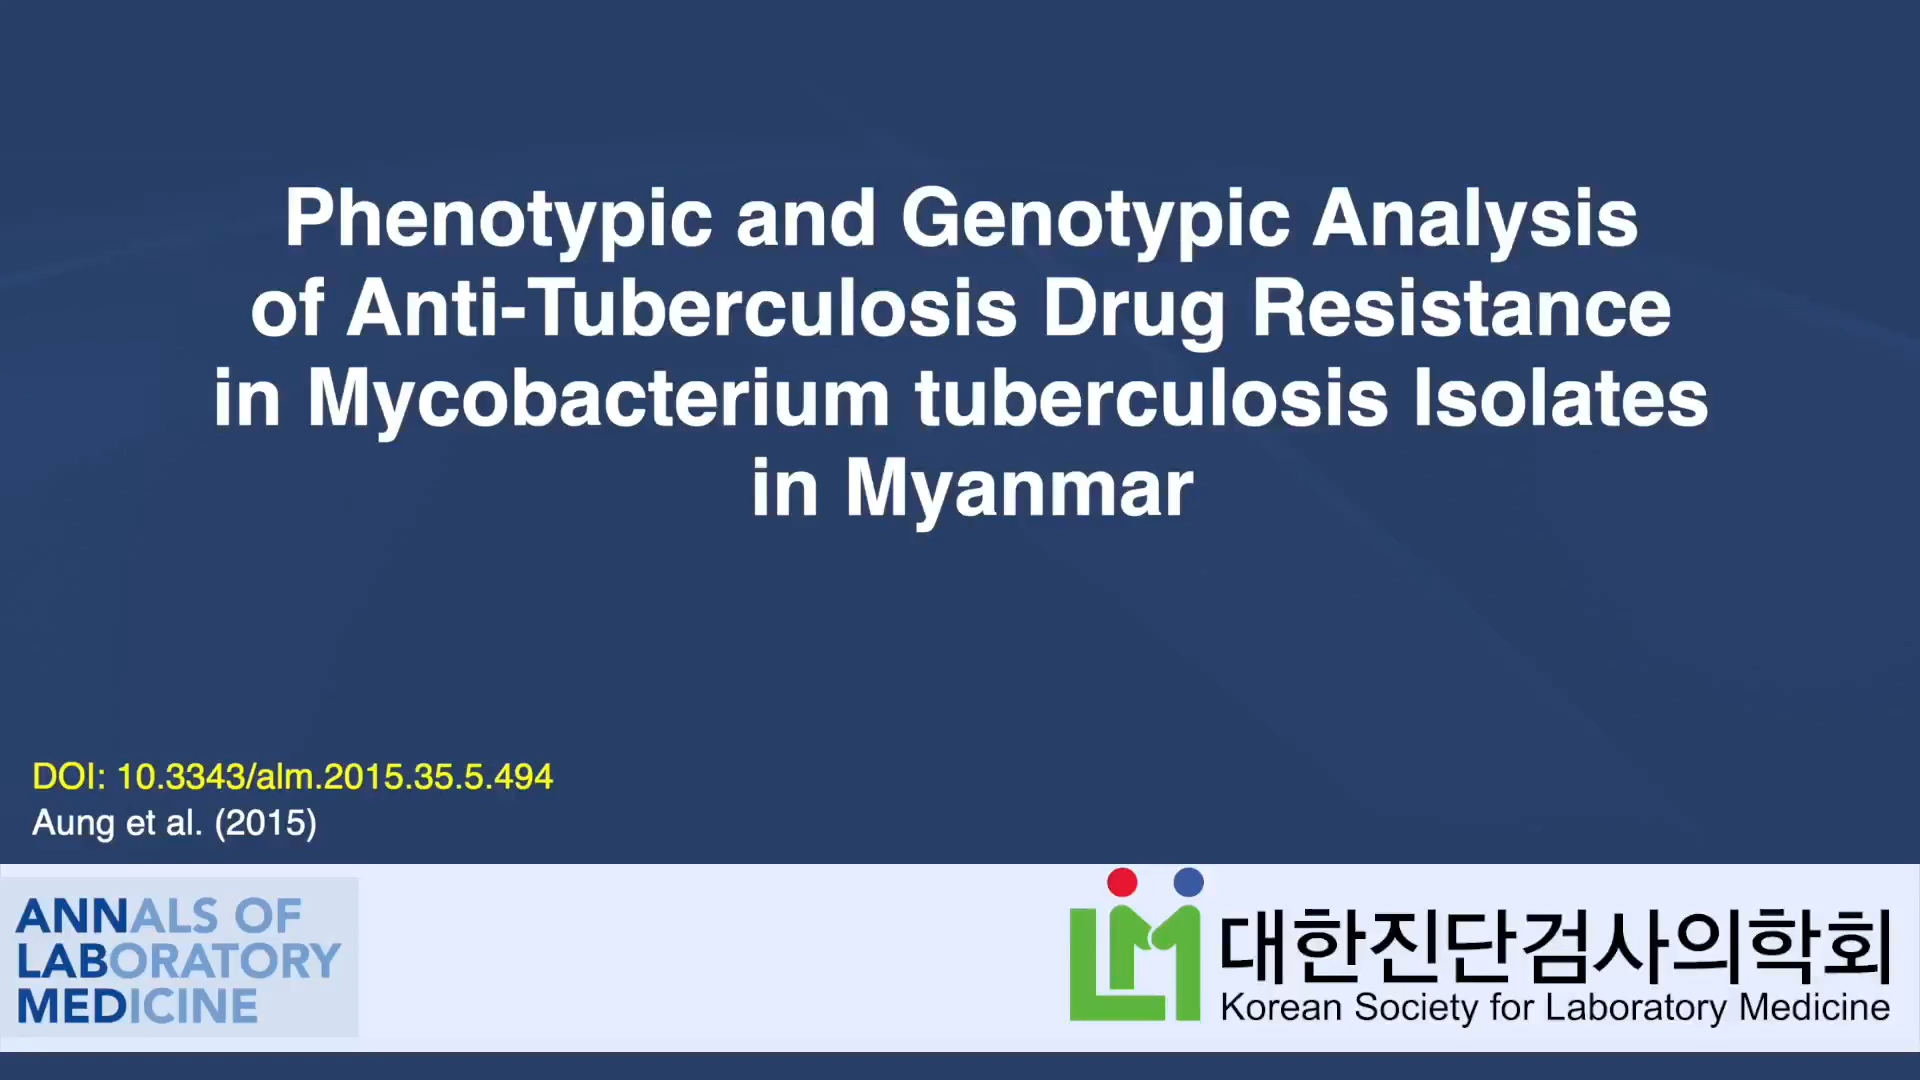 Phenotypic and Genotypic Analysis
of Anti-Tuberculosis Drug Resistance
in Mycobacterium tuberculosis Isolates
in Myanmar
DOI: 10.3343/alm.2015.35.5.494
Aung et al. (2015)
ANNALS OF
LABORATORY
MEDICINE
LM
대한진단검사의학회
Korean Society for Laboratory Medicine